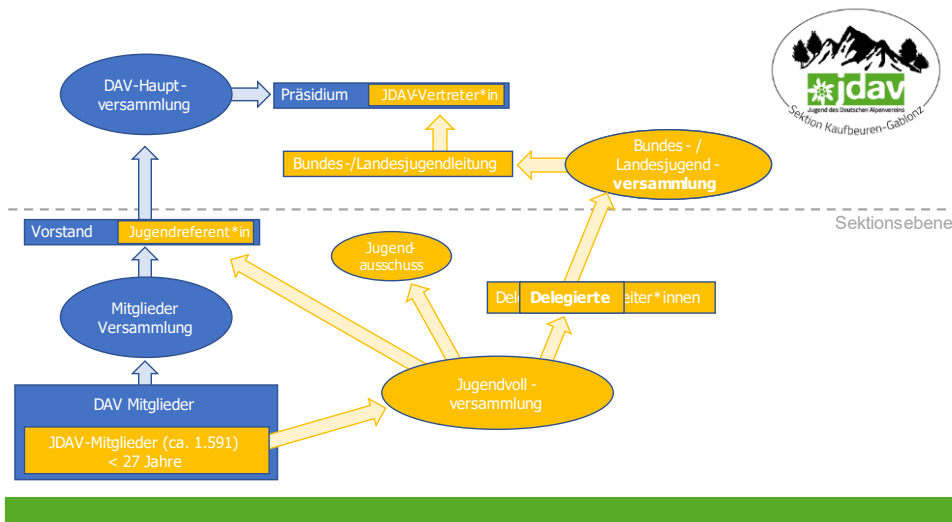 DAV-Haupt-
versammlung
Präsidium
JDAV-Vertreter*in
Bundes-/Landesjugendleitung
Bundes- /
Landesjugend-
versammlung
jdav
Jugend des Deutschen Alpenvereins
Sektion Kaufbeuren-Gablonz
Sektionsebene
Vorstand
Jugendreferent*in
Jugend-
ausschuss
Delegierte
Mitglieder
Versammlung
Jugendvoll-
versammlung
DAV Mitglieder
JDAV-Mitglieder (ca. 1.591)
< 27 Jahre